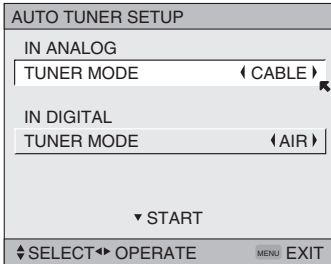 AUTO TUNER SETUP
IN ANALOG
TUNER MODE CABLE
IN DIGITAL
TUNER MODE AIR
START
SELECT OPERATE MENU EXIT